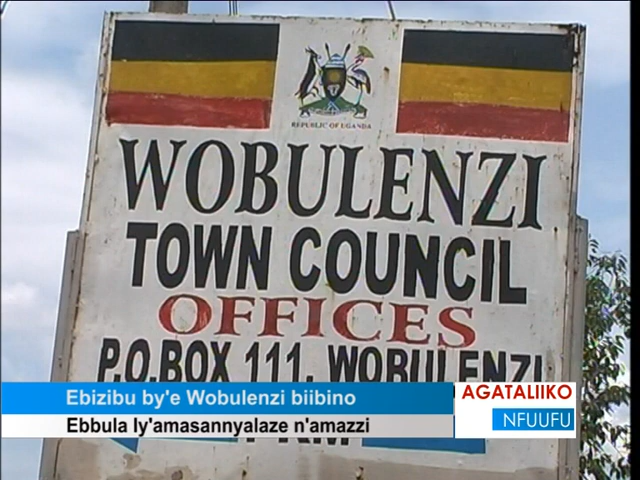 REPUBLIC OF UGANDA
WOBULENZI
TOWN COUNCIL
OFFICES
P.O.BOX 111, WOBULENZI
Ebizibu by'e Wobulenzi biibino
Ebbula ly'amasannyalaze n'amazzi
AGATALIIKO
NFUUFU